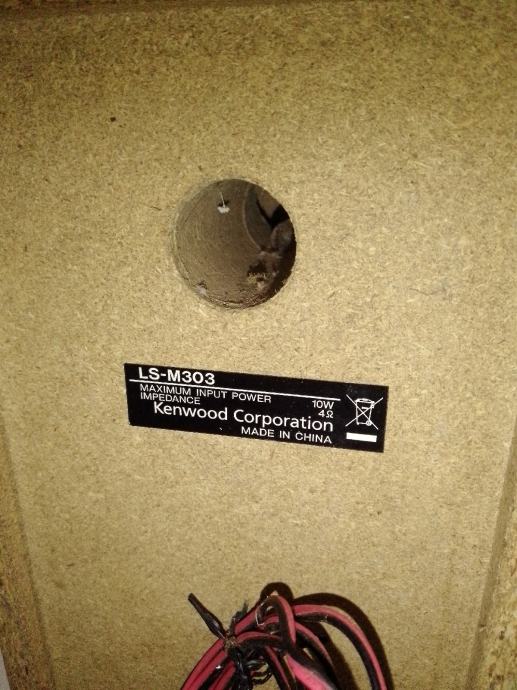 LS-M303
MAXIMUM INPUT POWER 10W
IMPEDANCE 4Ω
Kenwood Corporation
MADE IN CHINA